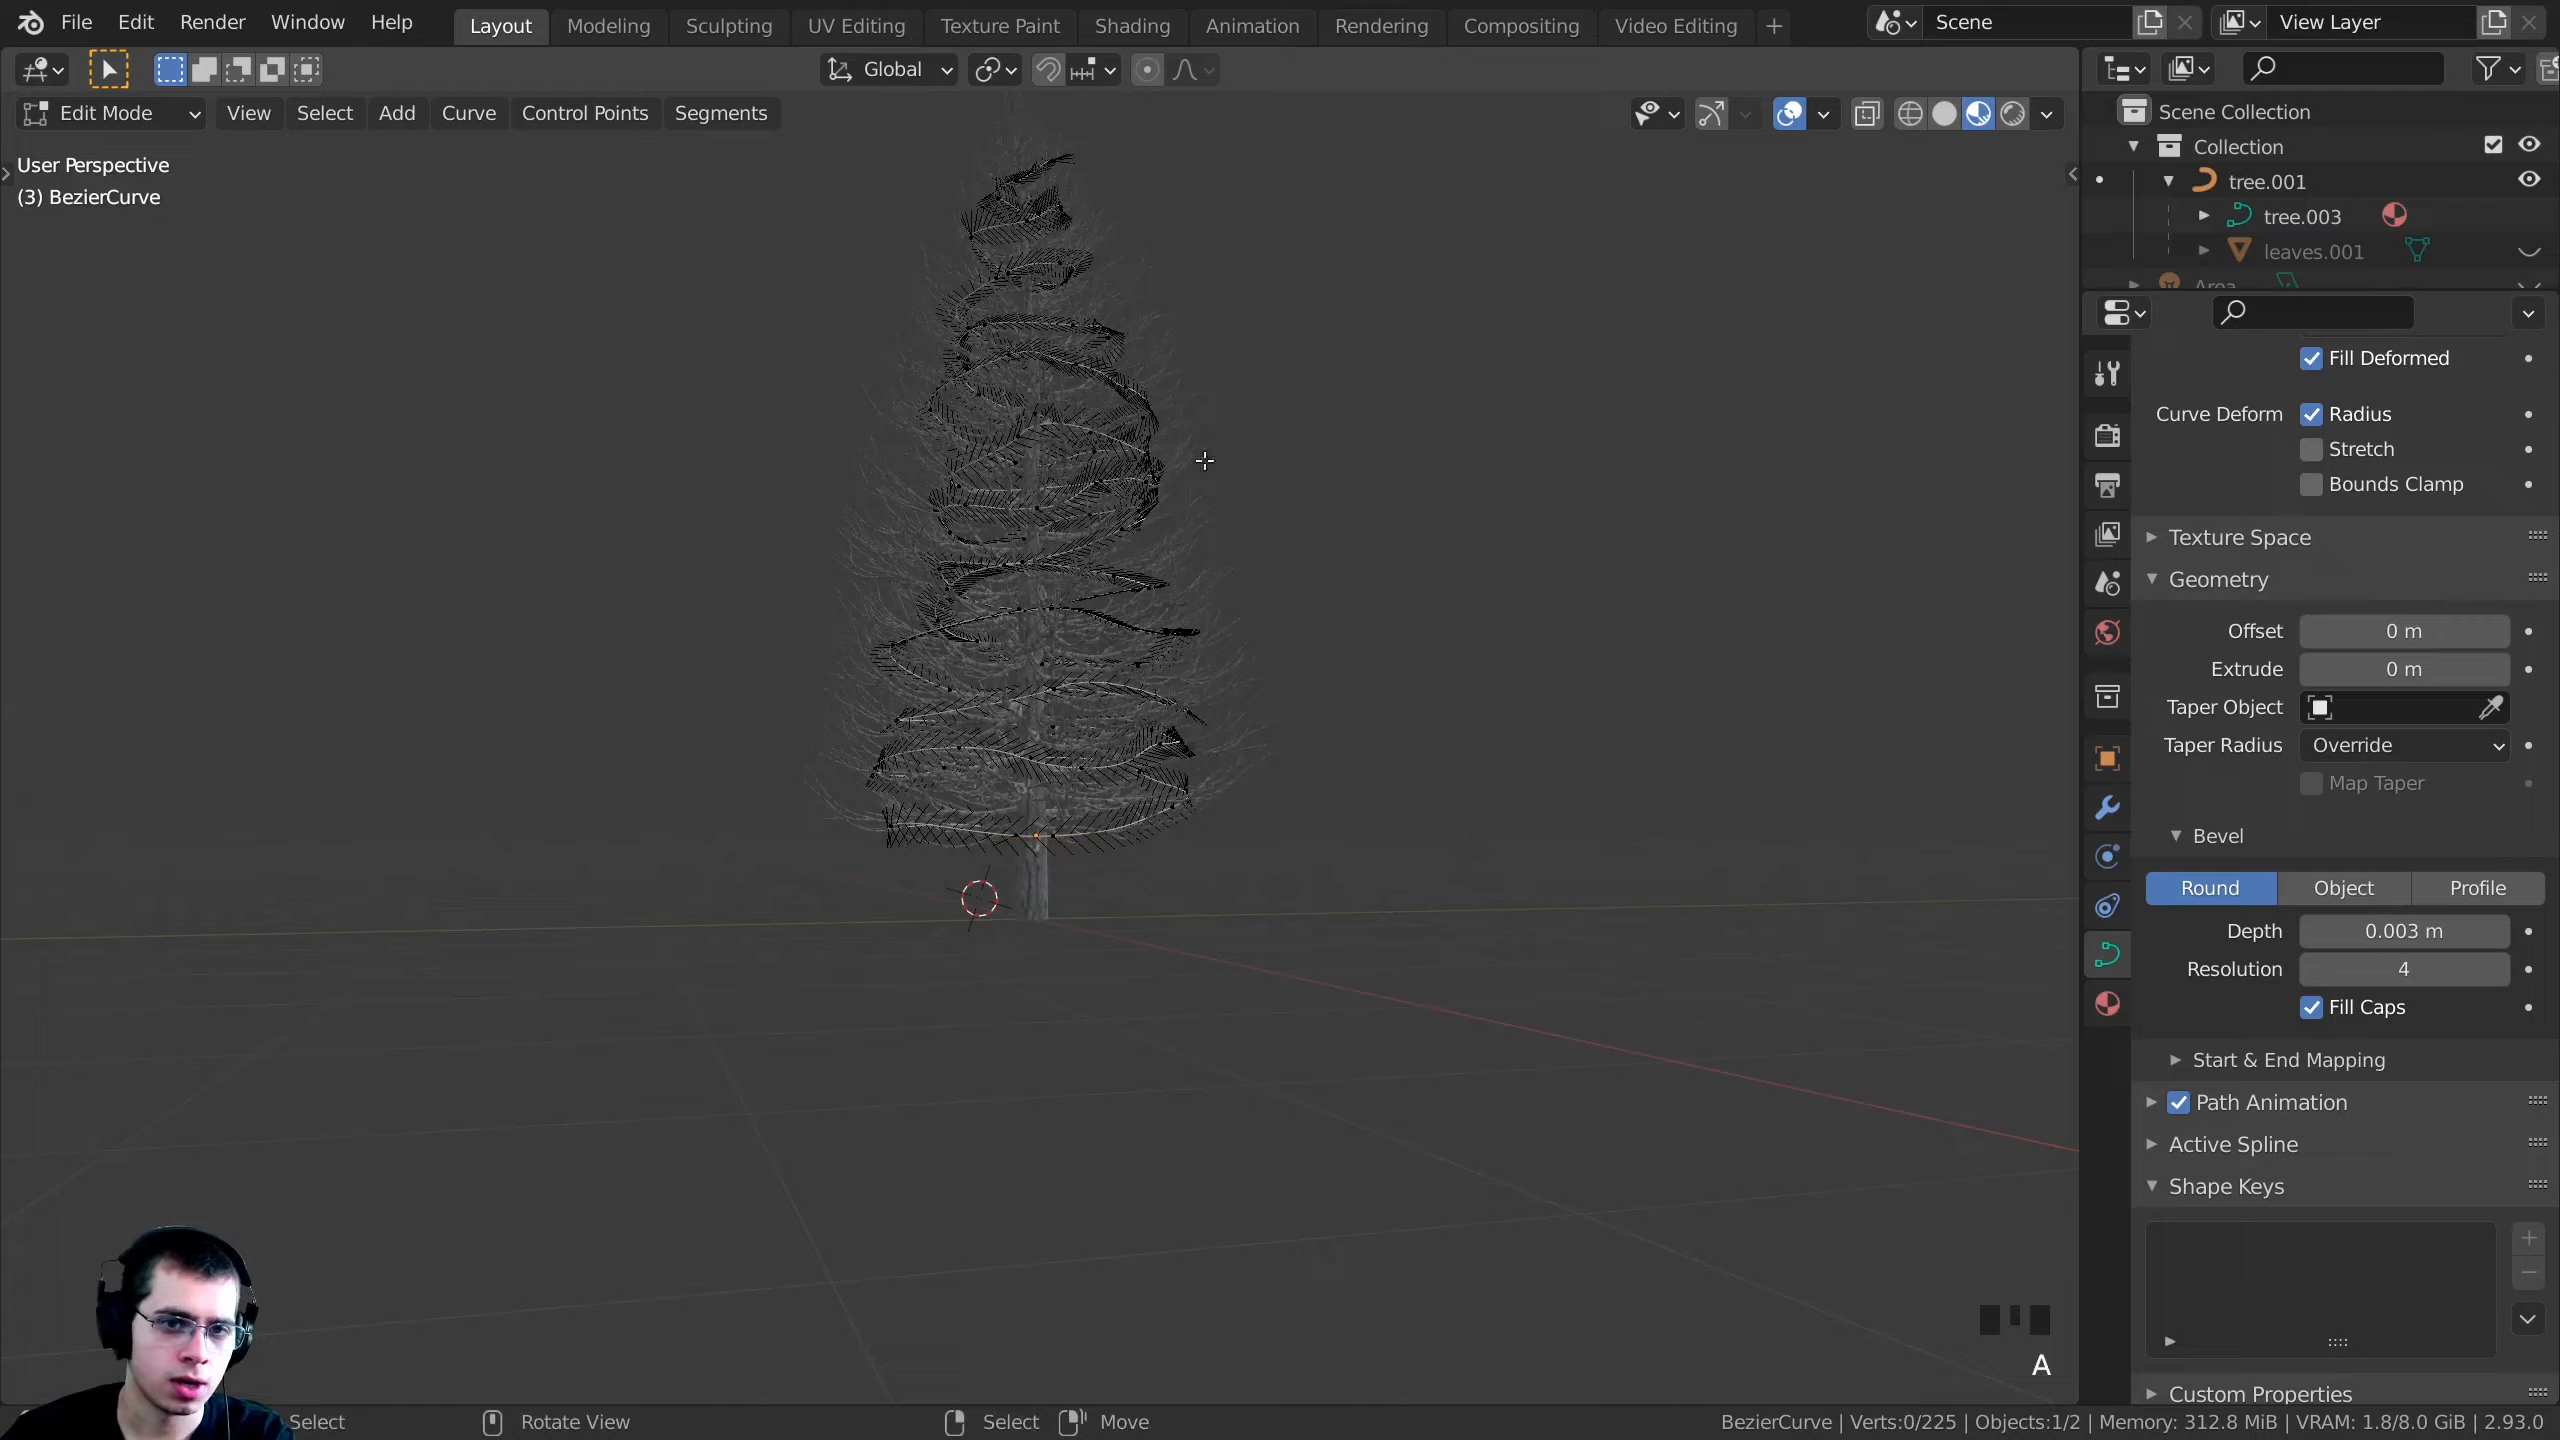 File Edit Render Window Help Layout Modeling Sculpting UV Editing Texture Paint Shading Animation Rendering Compositing Video Editing + Scene View Layer
Global
Edit Mode View Select Add Curve Control Points Segments
User Perspective
(3) BezierCurve
Scene Collection
Collection
tree.001
tree.003
leaves.001
Area
Fill Deformed
Curve Deform Radius
Stretch
Bounds Clamp
Texture Space
Geometry
Offset 0 m
Extrude 0 m
Taper Object
Taper Radius Override
Map Taper
Bevel
Round Object Profile
Depth 0.003 m
Resolution 4
Fill Caps
Start & End Mapping
Path Animation
Active Spline
Shape Keys
A
Custom Properties
Select Rotate View Select Move BezierCurve | Verts:0/225 | Objects:1/2 | Memory: 312.8 MiB | VRAM: 1.8/8.0 GiB | 2.93.0